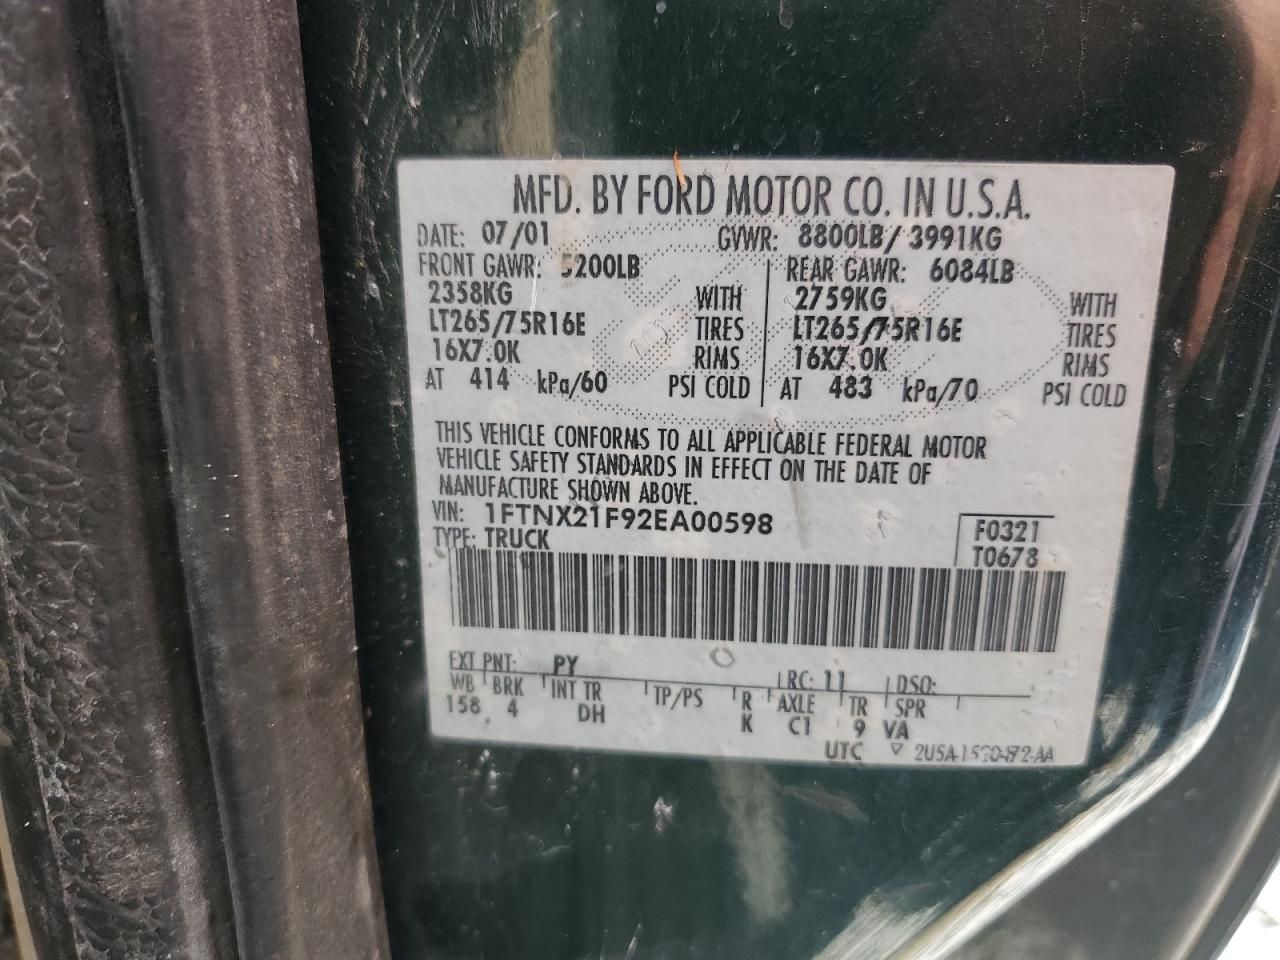 MFD. BY FORD MOTOR CO. IN U.S.A.
DATE: 07/01 GVWR: 8800LB/ 3991KG
FRONT GAWR: 5200LB REAR GAWR: 6084LB
2358KG WITH 2759KG WITH
LT265/75R16E TIRES LT265/75R16E TIRES
16X7.0K RIMS 16X7.0K RIMS
AT 414 kPa/60 PSI COLD AT 483 kPa/70 PSI COLD
THIS VEHICLE CONFORMS TO ALL APPLICABLE FEDERAL MOTOR
VEHICLE SAFETY STANDARDS IN EFFECT ON THE DATE OF
MANUFACTURE SHOWN ABOVE.
VIN: 1FTNX21F92EA00598 F0321
TYPE: TRUCK T0678
EXT PNT: PY RC: 11 DSO:
WB BRK INT TR TP/PS R AXLE TR SPR
158 4 DH K C1 9 VA
UTC